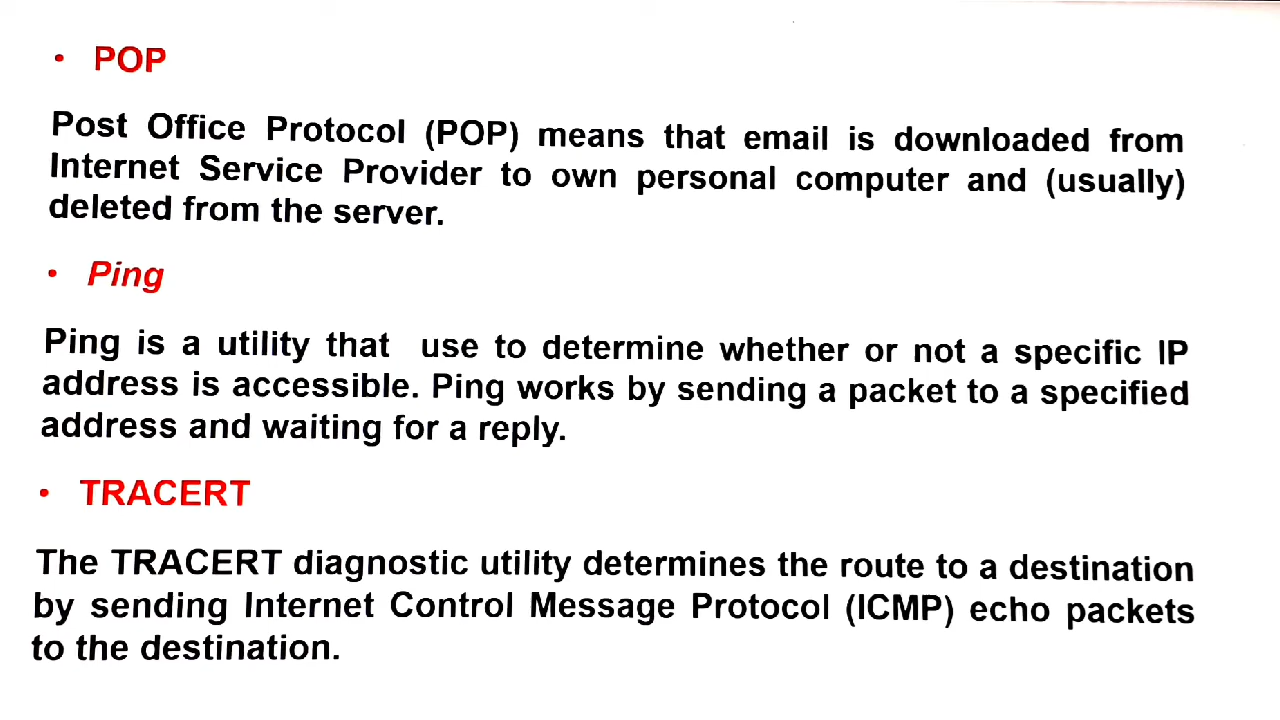 • POP
Post Office Protocol (POP) means that email is downloaded from
Internet Service Provider to own personal computer and (usually)
deleted from the server.
• Ping
Ping is a utility that use to determine whether or not a specific IP
address is accessible. Ping works by sending a packet to a specified
address and waiting for a reply.
• TRACERT
The TRACERT diagnostic utility determines the route to a destination
by sending Internet Control Message Protocol (ICMP) echo packets
to the destination.